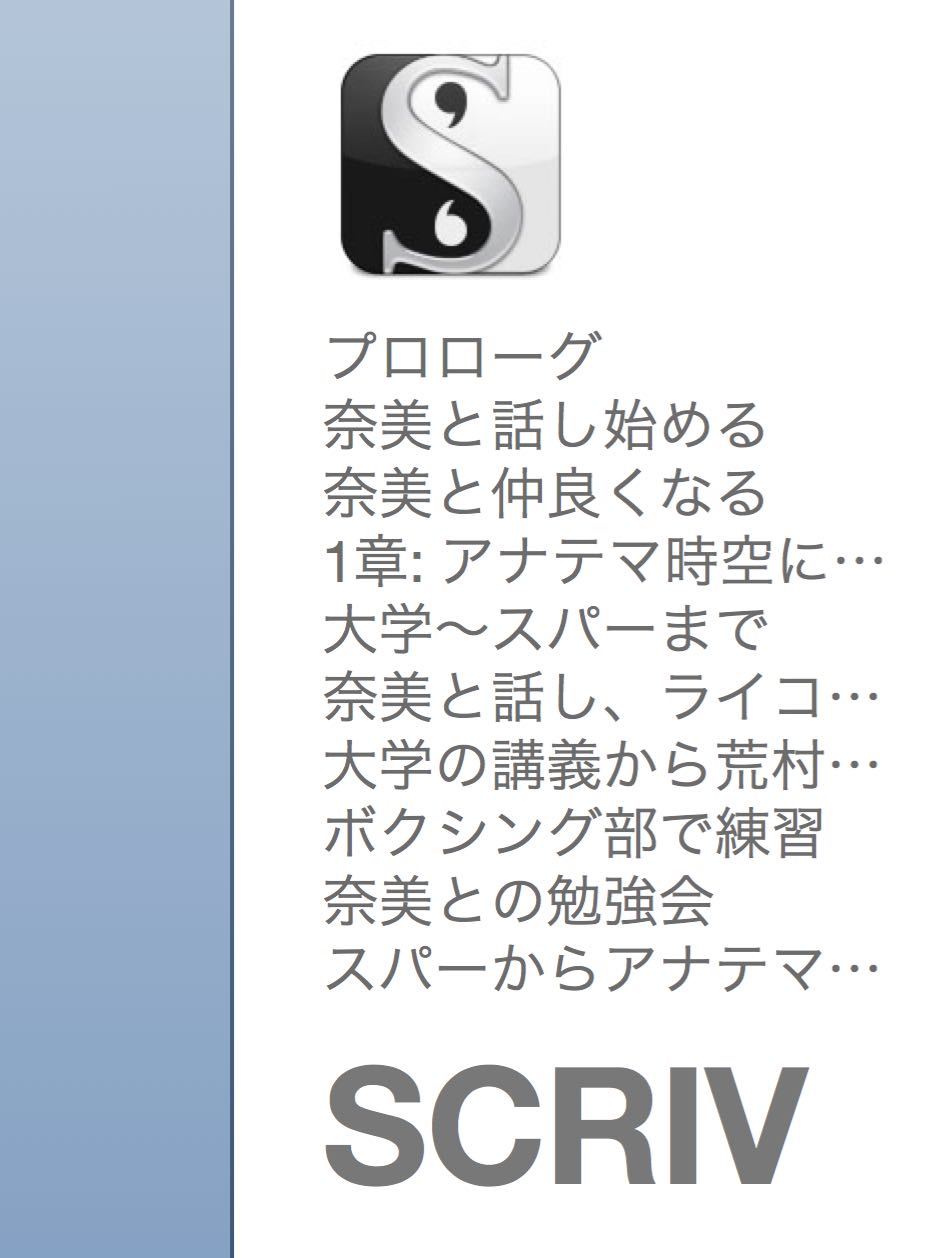 プロローグ
奈美と話し始める
奈美と仲良くなる
1章: アナテマ時空に…
大学〜スパーまで
奈美と話し、ライコ…
大学の講義から荒村…
ボクシング部で練習
奈美との勉強会
スパーからアナテマ…
SCRIV